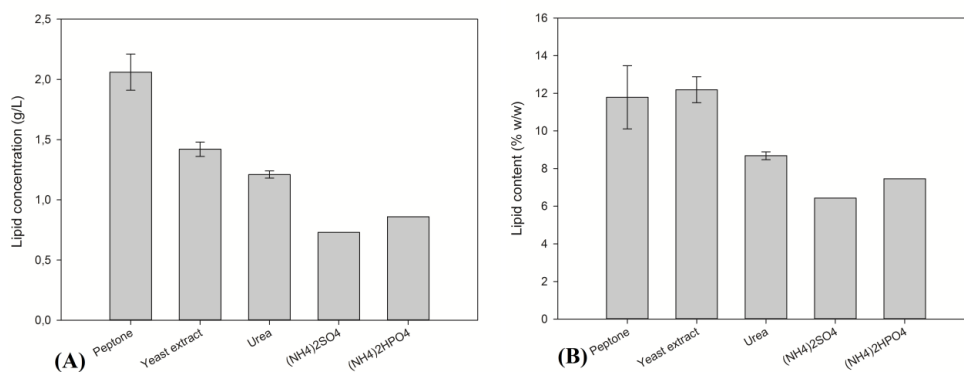 2,5
2,0
1,5
1,0
0,5
0,0
Lipid concentration (g/L)
Peptone
Yeast extract
Urea
(NH4)2SO4
(NH4)2HPO4
(A)
16
14
12
10
8
6
4
2
0
Lipid content (% w/w)
Peptone
Yeast extract
Urea
(NH4)2SO4
(NH4)2HPO4
(B)